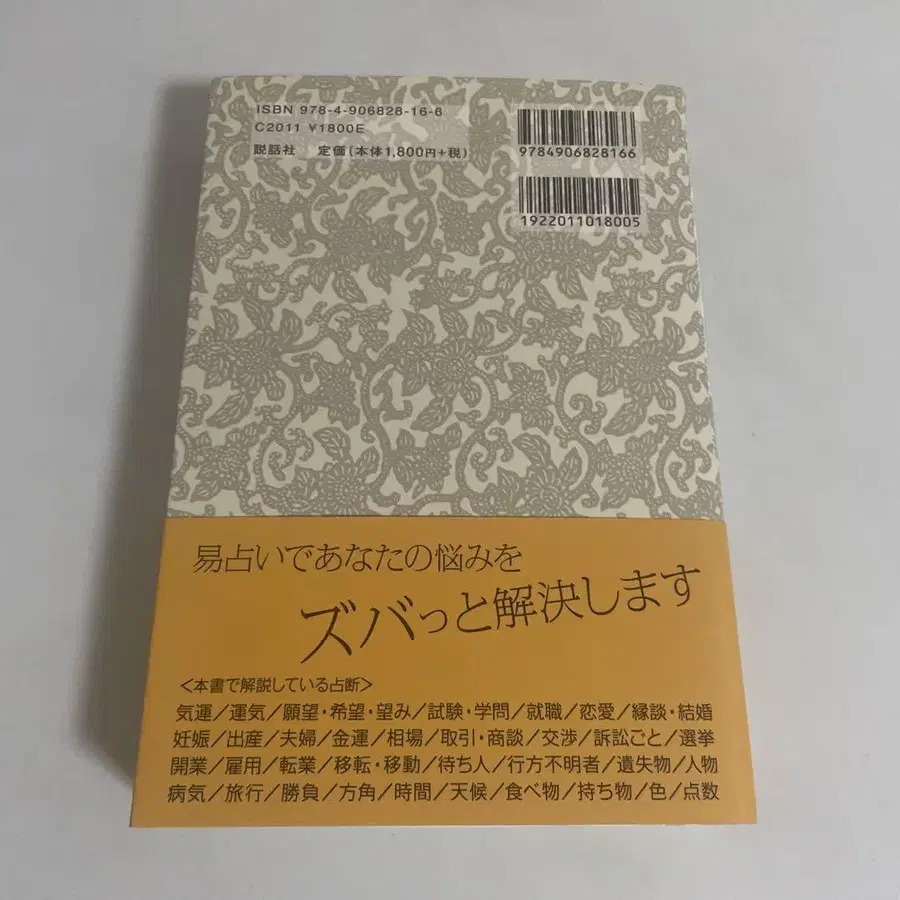 ISBN 978-4-906828-16-6
C2011 ¥1800E
説話社 定価(本体1,800円+税)
9784906828166
1922011018005
易占いであなたの悩みを
ズバっと解決します
<本書で解説している占断>
気運/運気/願望・希望・望み/試験・学問/就職/恋愛/縁談・結婚
妊娠/出産/夫婦/金運/相場/取引・商談/交渉/訴訟ごと/選挙
開業/雇用/転業/移転・移動/待ち人/行方不明者/遺失物/人物
病気/旅行/勝負/方角/時間/天候/食べ物/持ち物/色/点数